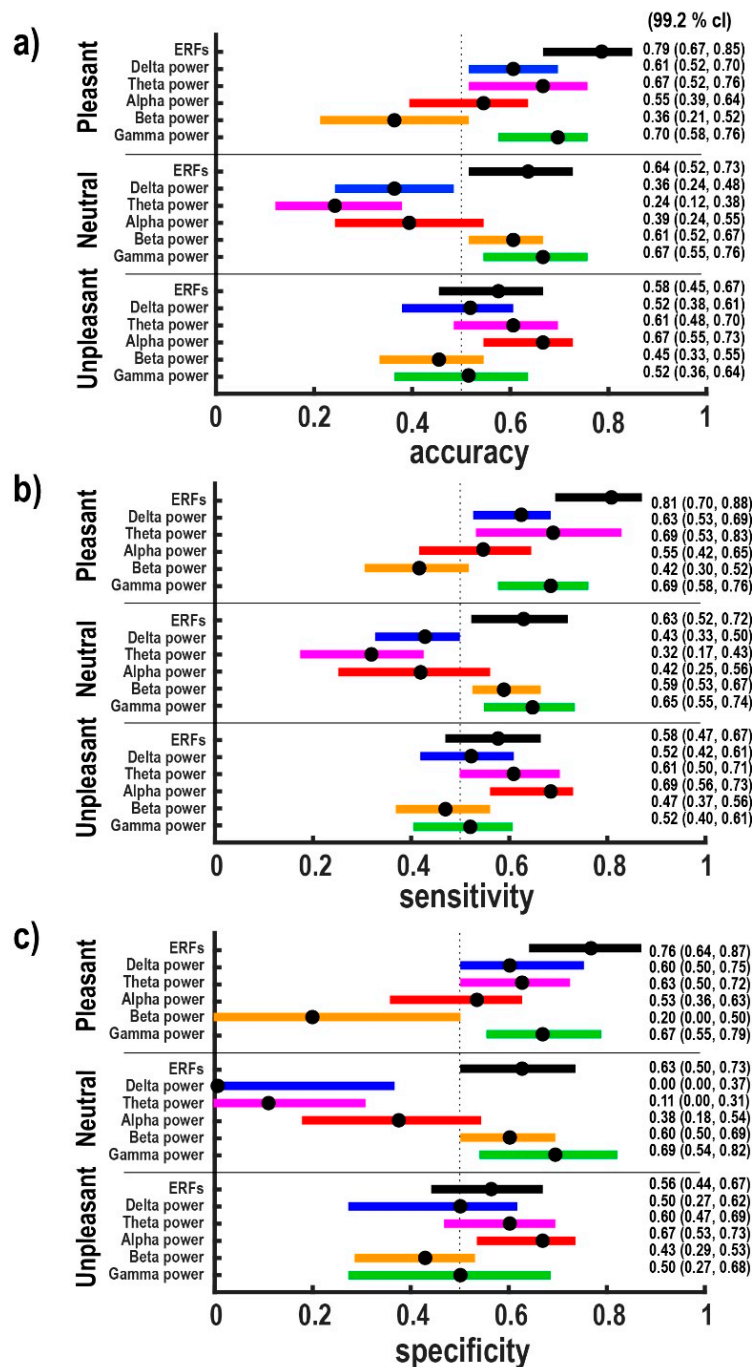 (99.2 % cl)
a)
Pleasant
ERFs 0.79 (0.67, 0.85)
Delta power 0.61 (0.52, 0.70)
Theta power 0.67 (0.52, 0.76)
Alpha power 0.55 (0.39, 0.64)
Beta power 0.36 (0.21, 0.52)
Gamma power 0.70 (0.58, 0.76)
Neutral
ERFs 0.64 (0.52, 0.73)
Delta power 0.36 (0.24, 0.48)
Theta power 0.24 (0.12, 0.38)
Alpha power 0.39 (0.24, 0.55)
Beta power 0.61 (0.52, 0.67)
Gamma power 0.67 (0.55, 0.76)
Unpleasant
ERFs 0.58 (0.45, 0.67)
Delta power 0.52 (0.38, 0.61)
Theta power 0.61 (0.48, 0.70)
Alpha power 0.67 (0.55, 0.73)
Beta power 0.45 (0.33, 0.55)
Gamma power 0.52 (0.36, 0.64)
0 0.2 0.4 0.6 0.8 1
accuracy
b)
Pleasant
ERFs 0.81 (0.70, 0.88)
Delta power 0.63 (0.53, 0.69)
Theta power 0.69 (0.53, 0.83)
Alpha power 0.55 (0.42, 0.65)
Beta power 0.42 (0.30, 0.52)
Gamma power 0.69 (0.58, 0.76)
Neutral
ERFs 0.63 (0.52, 0.72)
Delta power 0.43 (0.33, 0.50)
Theta power 0.32 (0.17, 0.43)
Alpha power 0.42 (0.25, 0.56)
Beta power 0.59 (0.53, 0.67)
Gamma power 0.65 (0.55, 0.74)
Unpleasant
ERFs 0.58 (0.47, 0.67)
Delta power 0.52 (0.42, 0.61)
Theta power 0.61 (0.50, 0.71)
Alpha power 0.69 (0.56, 0.73)
Beta power 0.47 (0.37, 0.56)
Gamma power 0.52 (0.40, 0.61)
0 0.2 0.4 0.6 0.8 1
sensitivity
c)
Pleasant
ERFs 0.76 (0.64, 0.87)
Delta power 0.60 (0.50, 0.75)
Theta power 0.63 (0.50, 0.72)
Alpha power 0.53 (0.36, 0.63)
Beta power 0.20 (0.00, 0.50)
Gamma power 0.67 (0.55, 0.79)
Neutral
ERFs 0.63 (0.50, 0.73)
Delta power 0.00 (0.00, 0.37)
Theta power 0.11 (0.00, 0.31)
Alpha power 0.38 (0.18, 0.54)
Beta power 0.60 (0.50, 0.69)
Gamma power 0.69 (0.54, 0.82)
Unpleasant
ERFs 0.56 (0.44, 0.67)
Delta power 0.50 (0.27, 0.62)
Theta power 0.60 (0.47, 0.69)
Alpha power 0.67 (0.53, 0.73)
Beta power 0.43 (0.29, 0.53)
Gamma power 0.50 (0.27, 0.68)
0 0.2 0.4 0.6 0.8 1
specificity